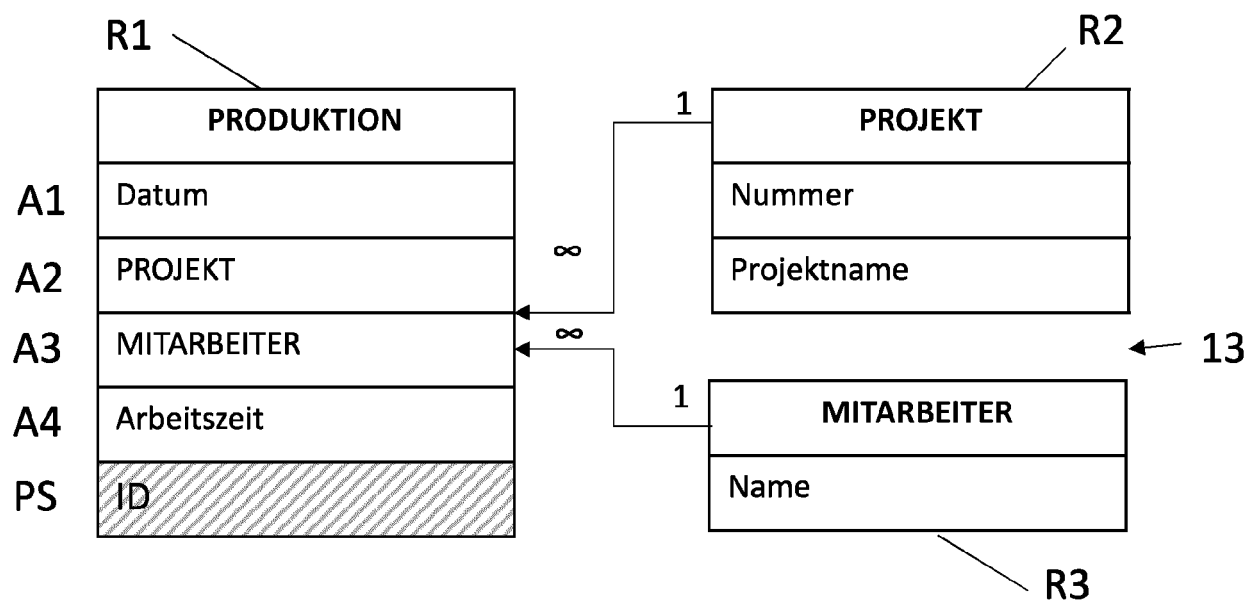 R1
R2
PRODUKTION
1
PROJEKT
A1
Datum
Nummer
A2
PROJEKT
∞
Projektname
A3
MITARBEITER
∞
13
A4
Arbeitszeit
1
MITARBEITER
PS
ID
Name
R3